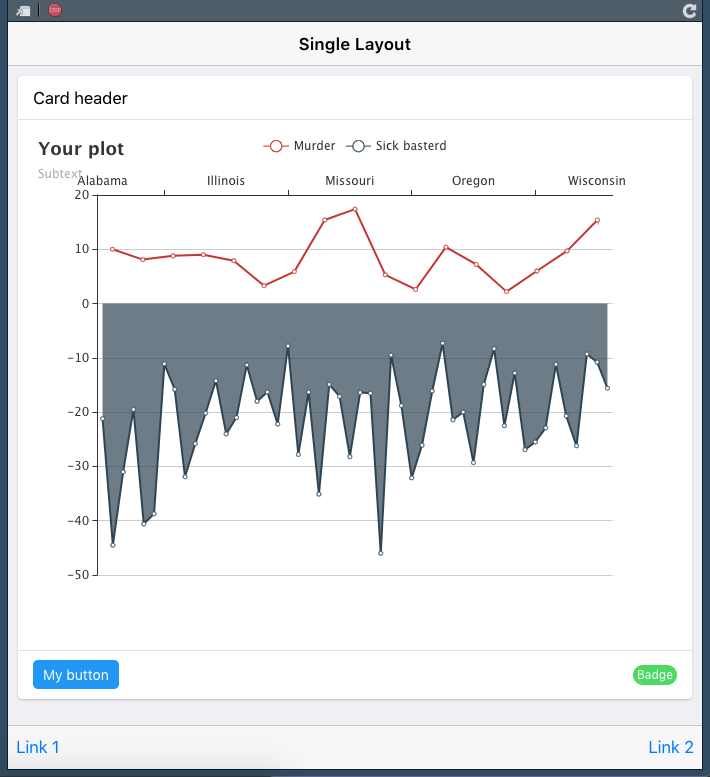 STOP
Single Layout
Card header
Your plot
Murder
Sick basterd
Subtext
Alabama
Illinois
Missouri
Oregon
Wisconsin
20
10
0
−10
−20
−30
−40
−50
My button
Badge
Link 1
Link 2